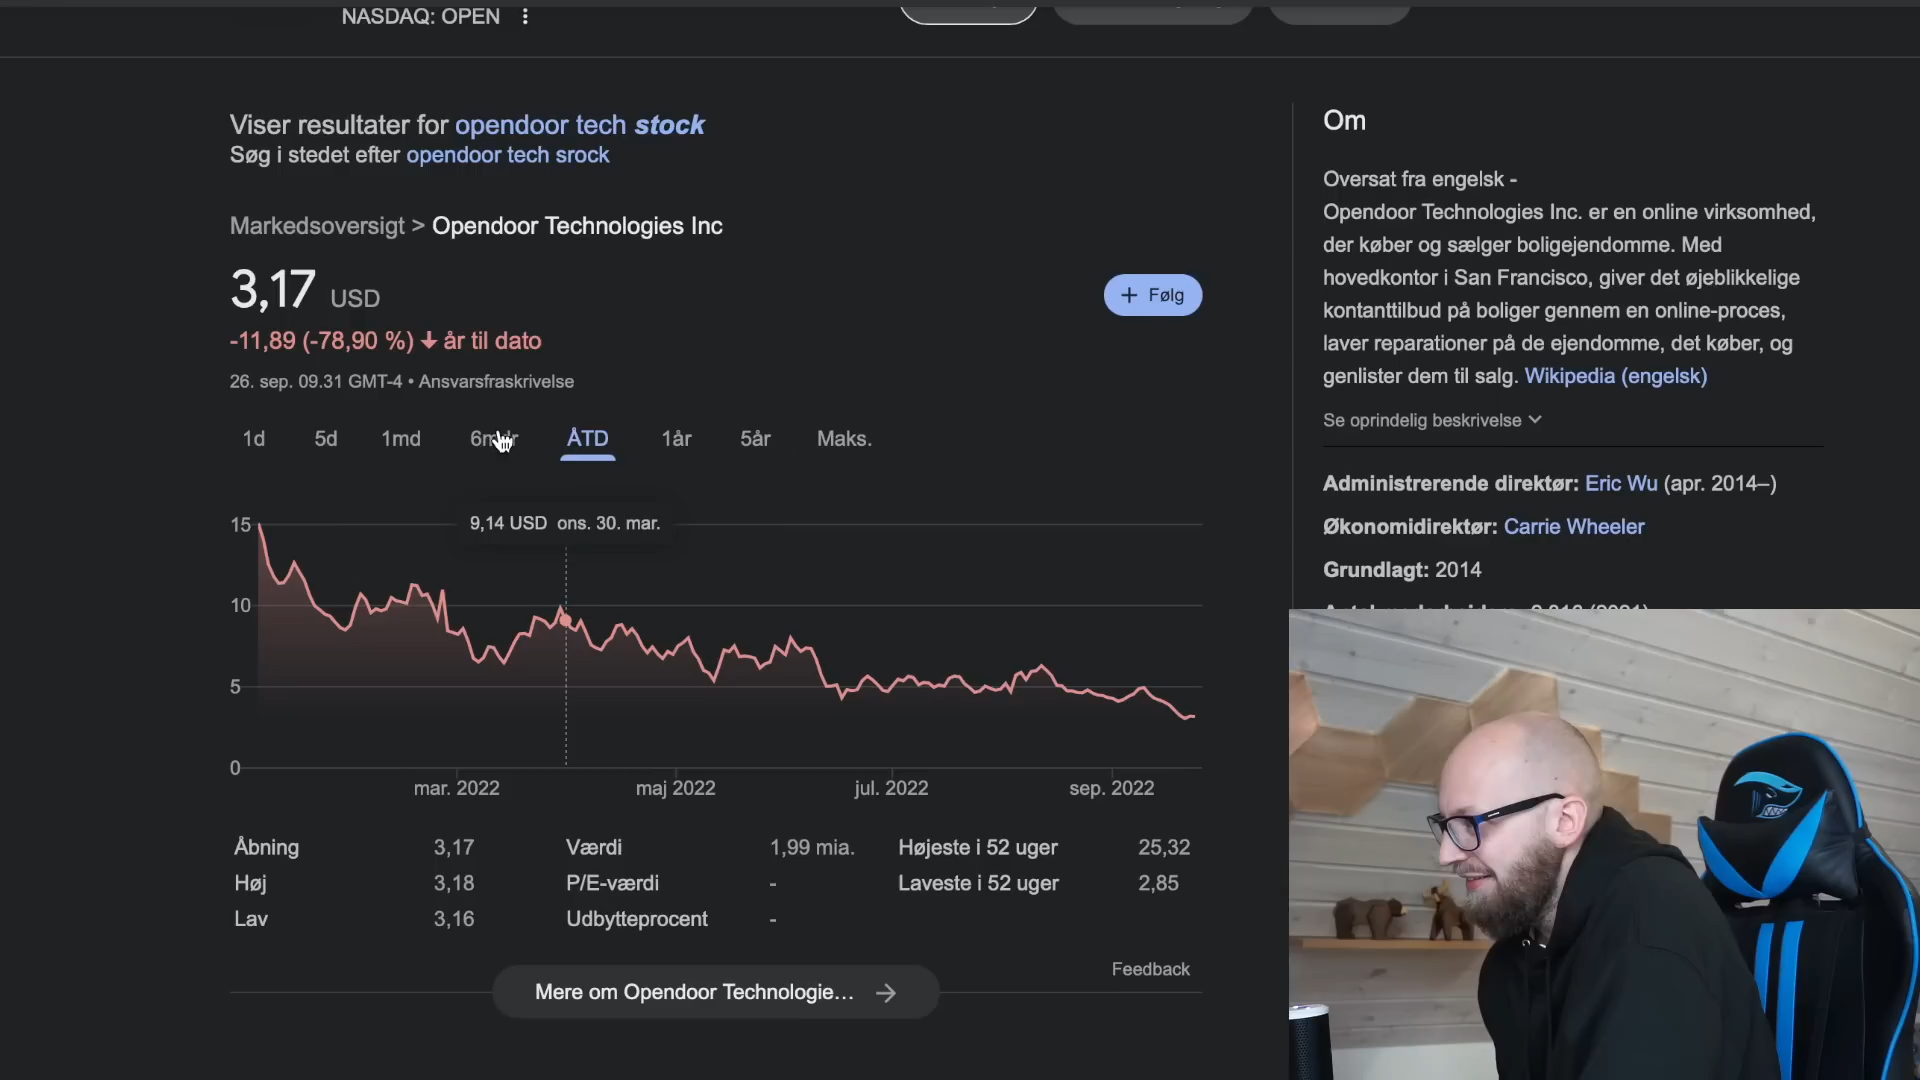 NASDAQ: OPEN
Viser resultater for opendoor tech stock
Søg i stedet efter opendoor tech srock
Markedsoversigt > Opendoor Technologies Inc
3,17 USD
+ Følg
-11,89 (-78,90 %) ↓ år til dato
26. sep. 09.31 GMT-4 • Ansvarsfraskrivelse
1d 5d 1md ÅTD 1år 5år Maks.
9,14 USD ons. 30. mar.
15
10
5
0
mar. 2022 maj 2022 jul. 2022 sep. 2022
Åbning 3,17 Værdi 1,99 mia. Højeste i 52 uger 25,32
Høj 3,18 P/E-værdi - Laveste i 52 uger 2,85
Lav 3,16 Udbytteprocent -
Feedback
Mere om Opendoor Technologie... →
Om
Oversat fra engelsk -
Opendoor Technologies Inc. er en online virksomhed,
der køber og sælger boligejendomme. Med
hovedkontor i San Francisco, giver det øjeblikkelige
kontanttilbud på boliger gennem en online-proces,
laver reparationer på de ejendomme, det køber, og
genlister dem til salg. Wikipedia (engelsk)
Se oprindelig beskrivelse
Administrerende direktør: Eric Wu (apr. 2014–)
Økonomidirektør: Carrie Wheeler
Grundlagt: 2014